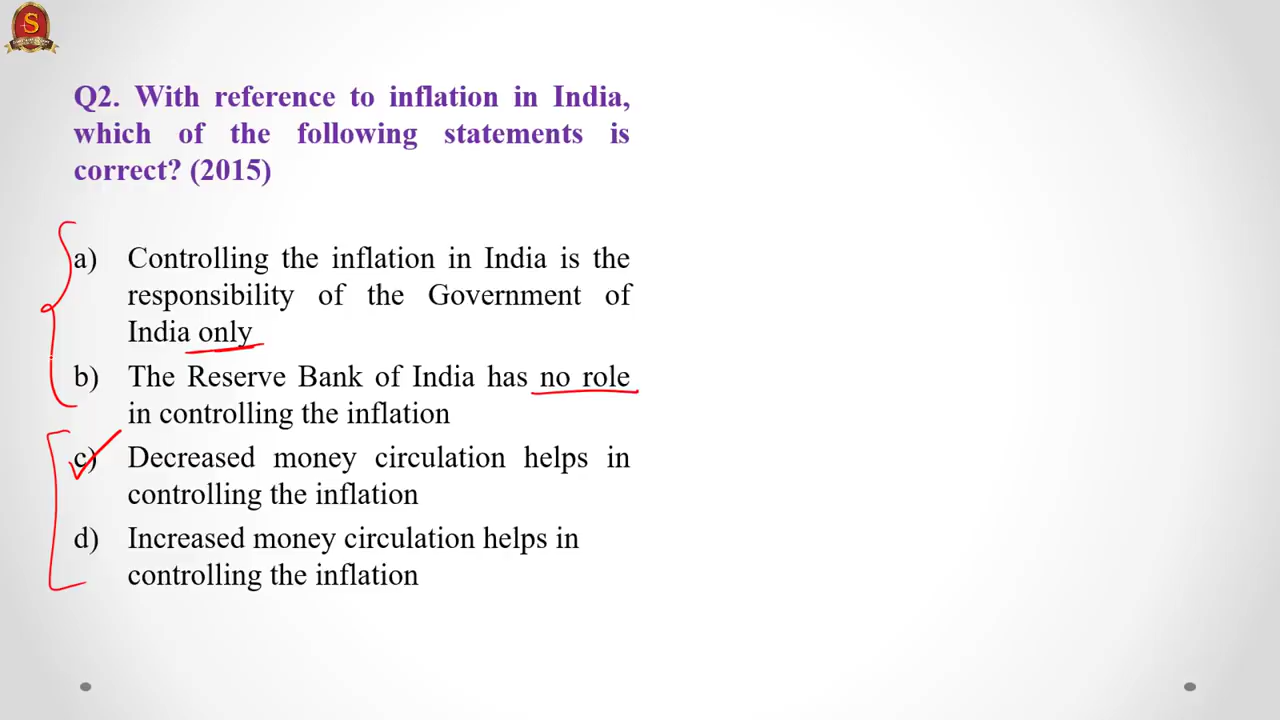 S
Q2. With reference to inflation in India,
which of the following statements is
correct? (2015)
a) Controlling the inflation in India is the
responsibility of the Government of
India only
b) The Reserve Bank of India has no role
in controlling the inflation
c) Decreased money circulation helps in
controlling the inflation
d) Increased money circulation helps in
controlling the inflation